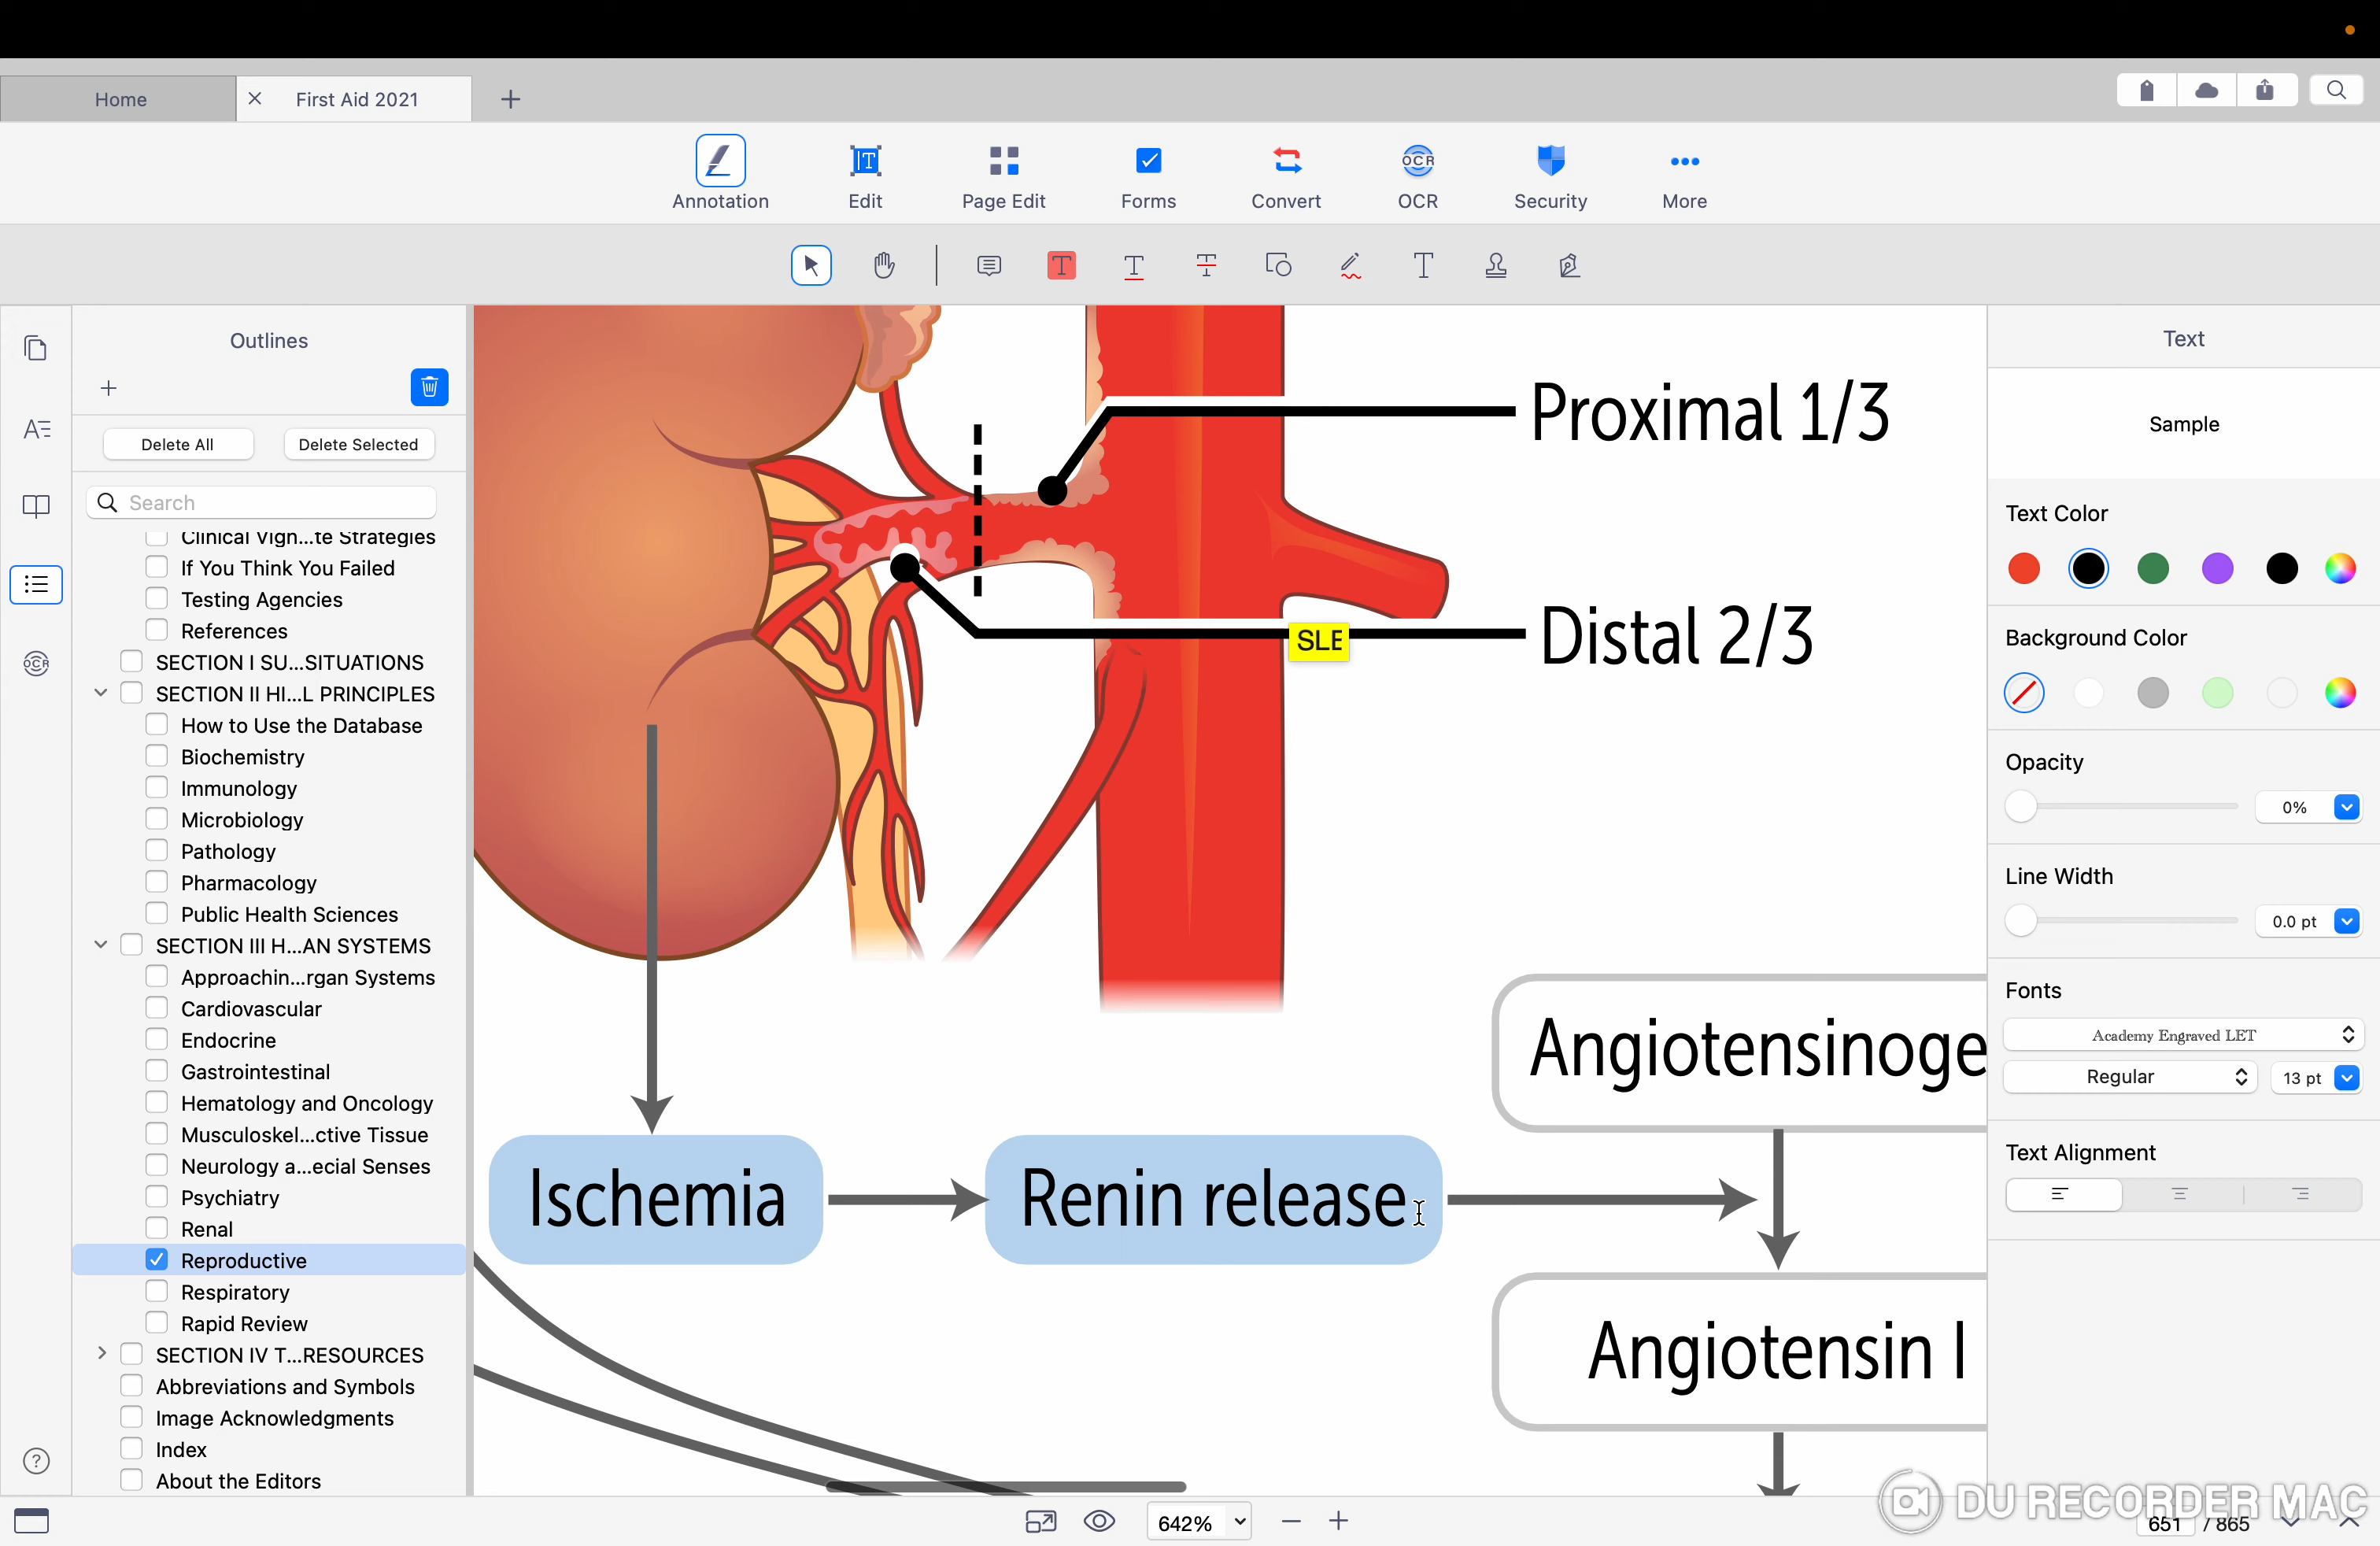 Home
First Aid 2021
Annotation
Edit
Page Edit
Forms
Convert
OCR
OCR
Security
More
Outlines
Delete All
Delete Selected
Search
Clinical Vign...te Strategies
If You Think You Failed
Testing Agencies
References
SECTION I SU...SITUATIONS
SECTION II HI...L PRINCIPLES
How to Use the Database
Biochemistry
Immunology
Microbiology
Pathology
Pharmacology
Public Health Sciences
SECTION III H...AN SYSTEMS
Approachin...rgan Systems
Cardiovascular
Endocrine
Gastrointestinal
Hematology and Oncology
Musculoskel...ctive Tissue
Neurology a...ecial Senses
Psychiatry
Renal
Reproductive
Respiratory
Rapid Review
SECTION IV T...RESOURCES
Abbreviations and Symbols
Image Acknowledgments
Index
About the Editors
OCR
Proximal 1/3
Distal 2/3
SLE
Angiotensinoge
Ischemia
Renin release
Angiotensin I
Text
Sample
Text Color
Background Color
Opacity
0%
Line Width
0.0 pt
Fonts
Academy Engraved LET
Regular
13 pt
Text Alignment
642%
651 / 865
DU RECORDER MAC